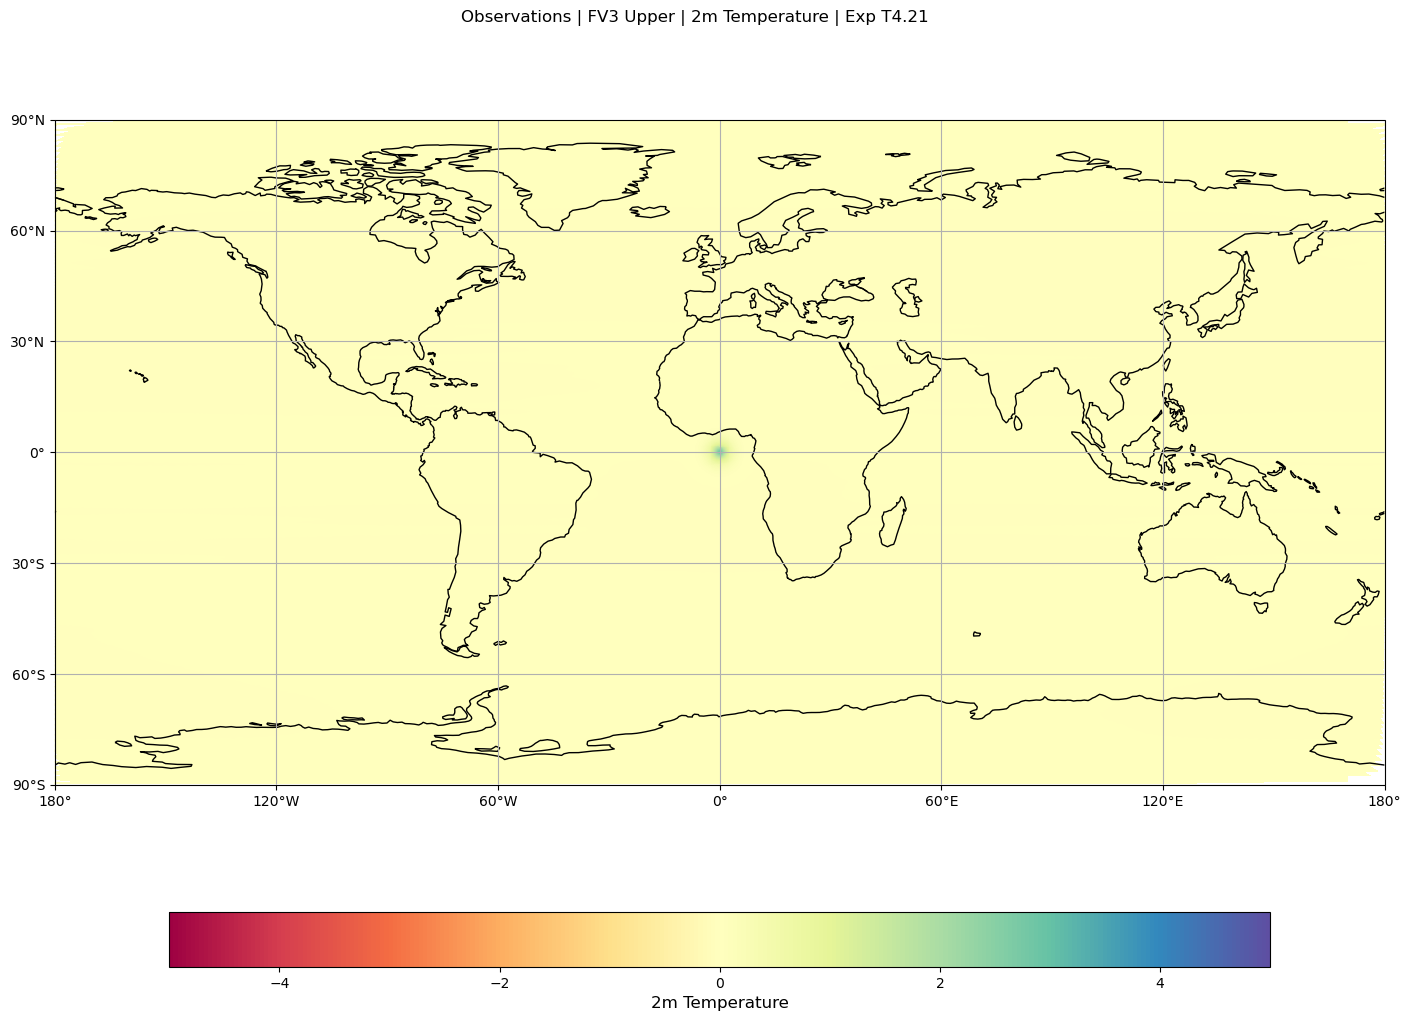 Observations | FV3 Upper | 2m Temperature | Exp T4.21
90°N
60°N
30°N
0°
30°S
60°S
90°S
180° 120°W 60°W 0° 60°E 120°E 180°
−4 −2 0 2 4
2m Temperature